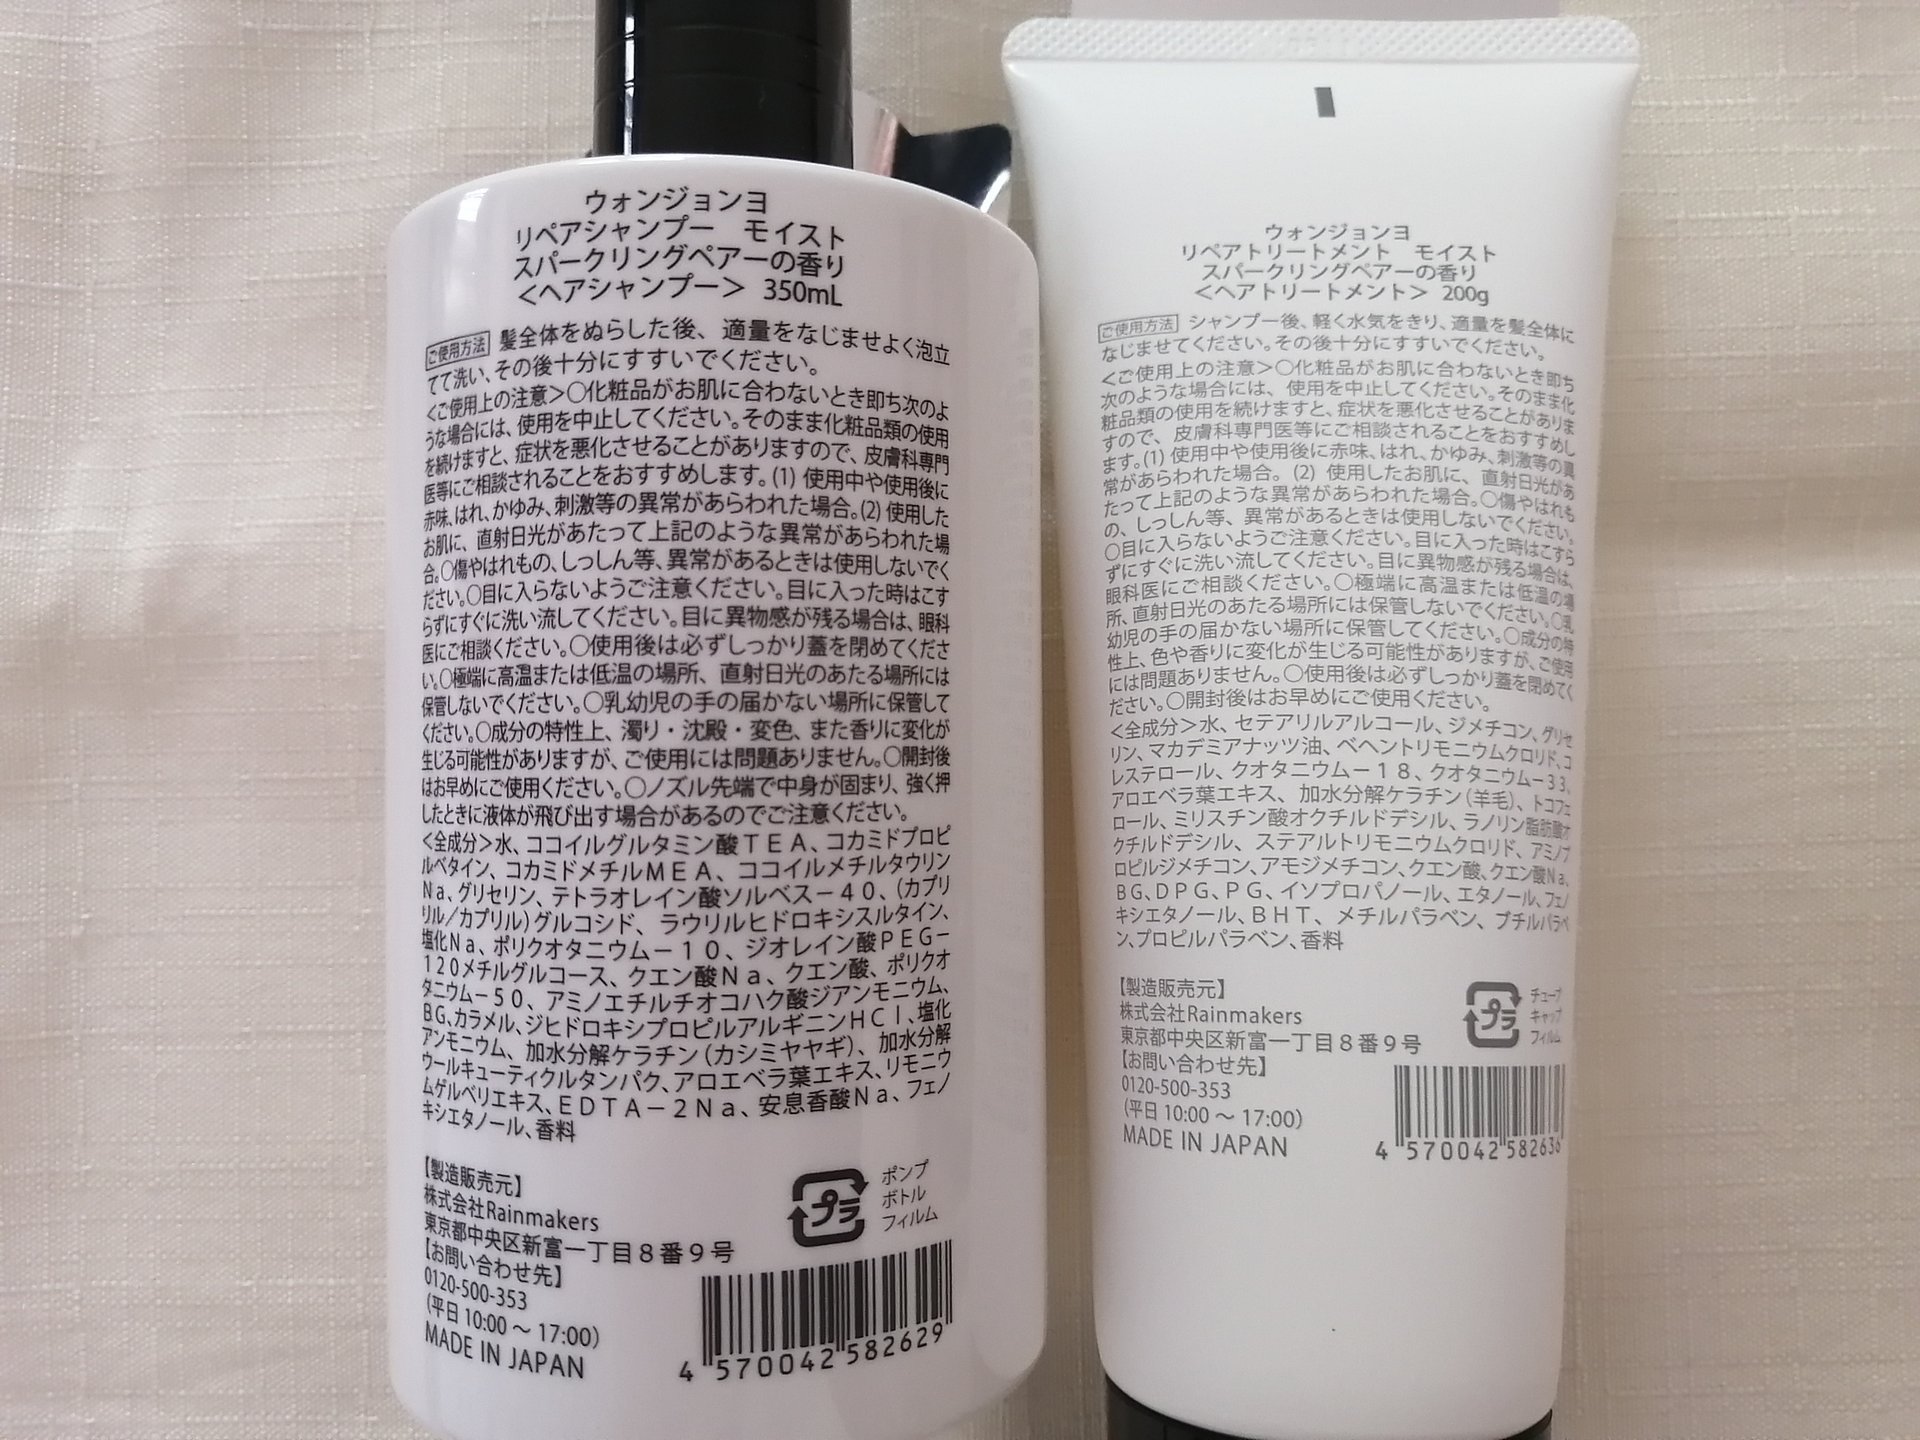 ウォンジョンヨ
リペアシャンプー　モイスト
スパークリングペアーの香り
＜ヘアシャンプー＞ 350mL
ご使用方法 髪全体をぬらした後、適量をなじませよく泡立
てて洗い、その後十分にすすいでください。
＜ご使用上の注意＞○化粧品がお肌に合わないとき即ち次のよ
うな場合には、使用を中止してください。そのまま化粧品類の使用
を続けますと、症状を悪化させることがありますので、皮膚科専門
医等にご相談されることをおすすめします。(1) 使用中や使用後に
赤味、はれ、かゆみ、刺激等の異常があらわれた場合。(2) 使用した
お肌に、直射日光があたって上記のような異常があらわれた場
合。○傷やはれもの、しっしん等、異常があるときは使用しないでく
ださい。○目に入らないようご注意ください。目に入った時はこす
らずにすぐに洗い流してください。目に異物感が残る場合は、眼科
医にご相談ください。○使用後は必ずしっかり蓋を閉めてくださ
い。○極端に高温または低温の場所、直射日光のあたる場所には
保管しないでください。○乳幼児の手の届かない場所に保管して
ください。○成分の特性上、濁り・沈殿・変色、また香りに変化が
生じる可能性がありますが、ご使用には問題ありません。○開封後
はお早めにご使用ください。○ノズル先端で中身が固まり、強く押
したときに液体が飛び出す場合があるのでご注意ください。
＜全成分＞水、ココイルグルタミン酸ＴＥＡ、コカミドプロピ
ルベタイン、コカミドメチルＭＥＡ、ココイルメチルタウリン
Ｎａ、グリセリン、テトラオレイン酸ソルベス－４０、（カプリ
リル／カプリル）グルコシド、ラウリルヒドロキシスルタイン、
塩化Ｎａ、ポリクオタニウム－１０、ジオレイン酸ＰＥＧ－
１２０メチルグルコース、クエン酸Ｎａ、クエン酸、ポリクオ
タニウム－５０、アミノエチルチオコハク酸ジアンモニウム、
ＢＧ、カラメル、ジヒドロキシプロピルアルギニンＨＣｌ、塩化
アンモニウム、加水分解ケラチン（カシミヤヤギ）、加水分解
ウールキューティクルタンパク、アロエベラ葉エキス、リモニウ
ムゲルベリエキス、ＥＤＴＡ－２Ｎａ、安息香酸Ｎａ、フェノ
キシエタノール、香料
【製造販売元】
株式会社Rainmakers
東京都中央区新富一丁目８番９号
【お問い合わせ先】
0120-500-353
(平日 10:00 ～ 17:00)
MADE IN JAPAN
プラ
ポンプ
ボトル
フィルム
4 570042 582629
ウォンジョンヨ
リペアトリートメント　モイスト
スパークリングペアーの香り
＜ヘアトリートメント＞ 200g
ご使用方法 シャンプー後、軽く水気をきり、適量を髪全体に
なじませてください。その後十分にすすいでください。
＜ご使用上の注意＞○化粧品がお肌に合わないとき即ち
次のような場合には、使用を中止してください。そのまま化
粧品類の使用を続けますと、症状を悪化させることがありま
すので、皮膚科専門医等にご相談されることをおすすめし
ます。(1) 使用中や使用後に赤味、はれ、かゆみ、刺激等の異
常があらわれた場合。(2) 使用したお肌に、直射日光があ
たって上記のような異常があらわれた場合。○傷やはれも
の、しっしん等、異常があるときは使用しないでください。
○目に入らないようご注意ください。目に入った時はこすら
ずにすぐに洗い流してください。目に異物感が残る場合は、
眼科医にご相談ください。○極端に高温または低温の場
所、直射日光のあたる場所には保管しないでください。○乳
幼児の手の届かない場所に保管してください。○成分の特
性上、色や香りに変化が生じる可能性がありますが、ご使用
には問題ありません。○使用後は必ずしっかり蓋を閉めてく
ださい。○開封後はお早めにご使用ください。
＜全成分＞水、セテアリルアルコール、ジメチコン、グリセ
リン、マカデミアナッツ油、ベヘントリモニウムクロリド、コ
レステロール、クオタニウム－１８、クオタニウム－３３、
アロエベラ葉エキス、加水分解ケラチン（羊毛）、トコフェ
ロール、ミリスチン酸オクチルドデシル、ラノリン脂肪酸オ
クチルドデシル、ステアルトリモニウムクロリド、アミノプ
ロピルジメチコン、アモジメチコン、クエン酸、クエン酸Ｎａ、
ＢＧ、ＤＰＧ、ＰＧ、イソプロパノール、エタノール、フェノ
キシエタノール、ＢＨＴ、メチルパラベン、ブチルパラベ
ン、プロピルパラベン、香料
【製造販売元】
株式会社Rainmakers
東京都中央区新富一丁目８番９号
【お問い合わせ先】
0120-500-353
(平日 10:00 ～ 17:00)
MADE IN JAPAN
プラ
チューブ
キャップ
フィルム
4 570042 582636